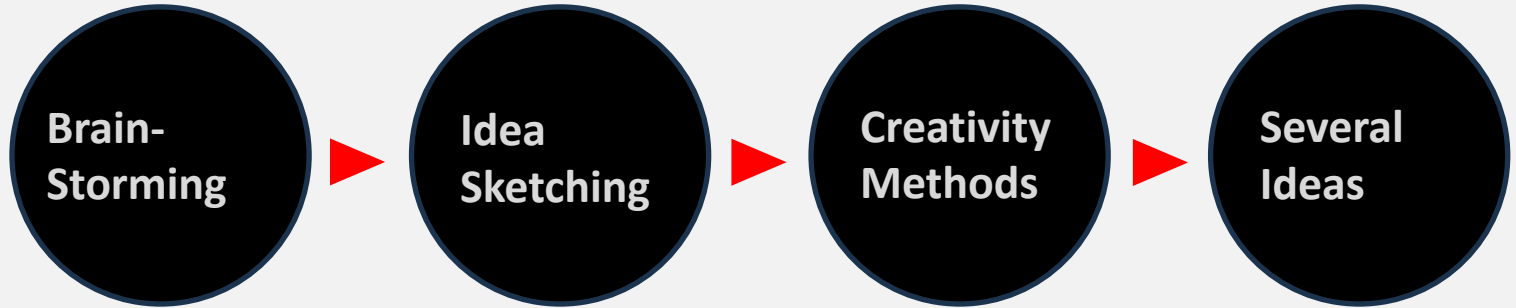 Brain-
Storming
Idea
Sketching
Creativity
Methods
Several
Ideas